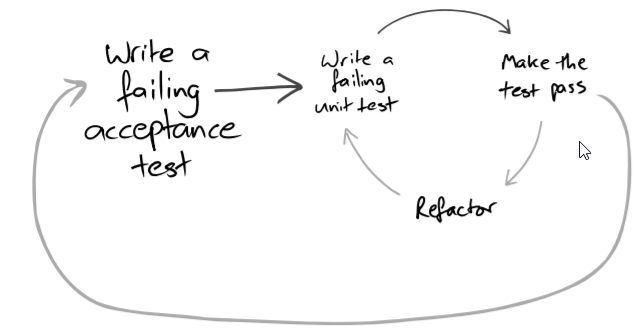 Write a
failing
acceptance
test
Write a
failing
unit test
Make the
test pass
Refactor